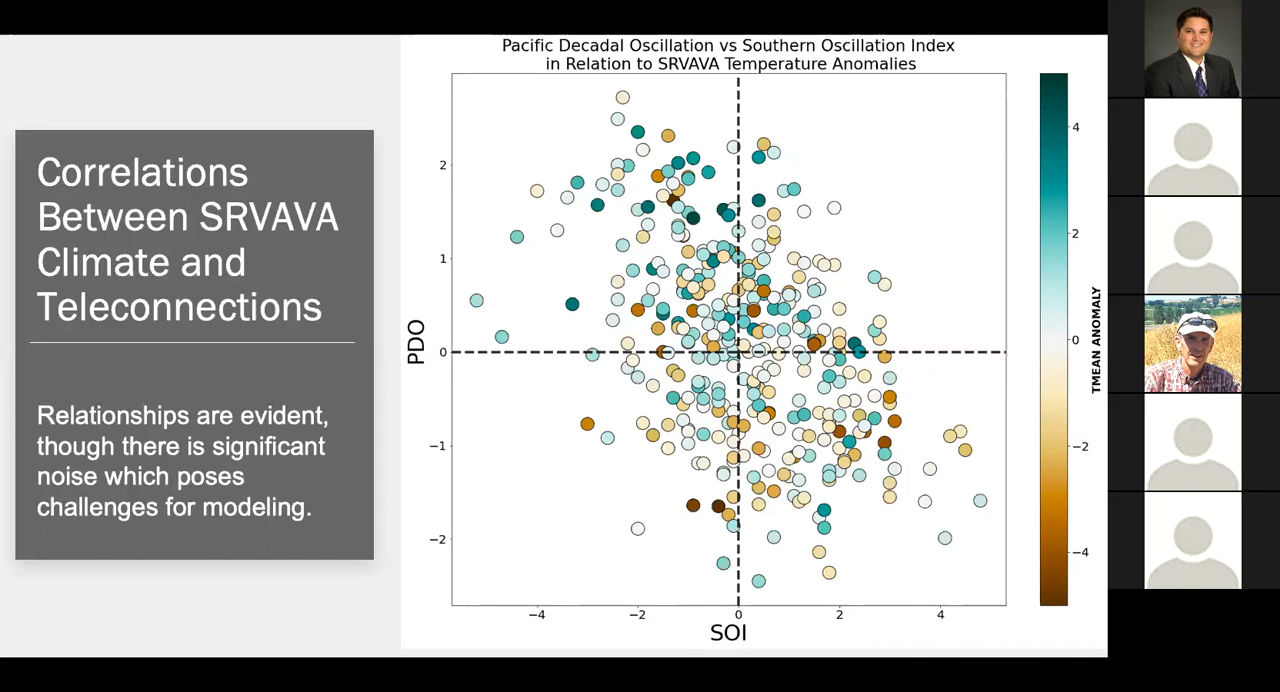 Correlations
Between SRVAVA
Climate and
Teleconnections
Relationships are evident,
though there is significant
noise which poses
challenges for modeling.
Pacific Decadal Oscillation vs Southern Oscillation Index
in Relation to SRVAVA Temperature Anomalies
PDO
2
1
0
−1
−2
−4
−2
0
2
4
SOI
4
2
0
−2
−4
TMEAN ANOMALY